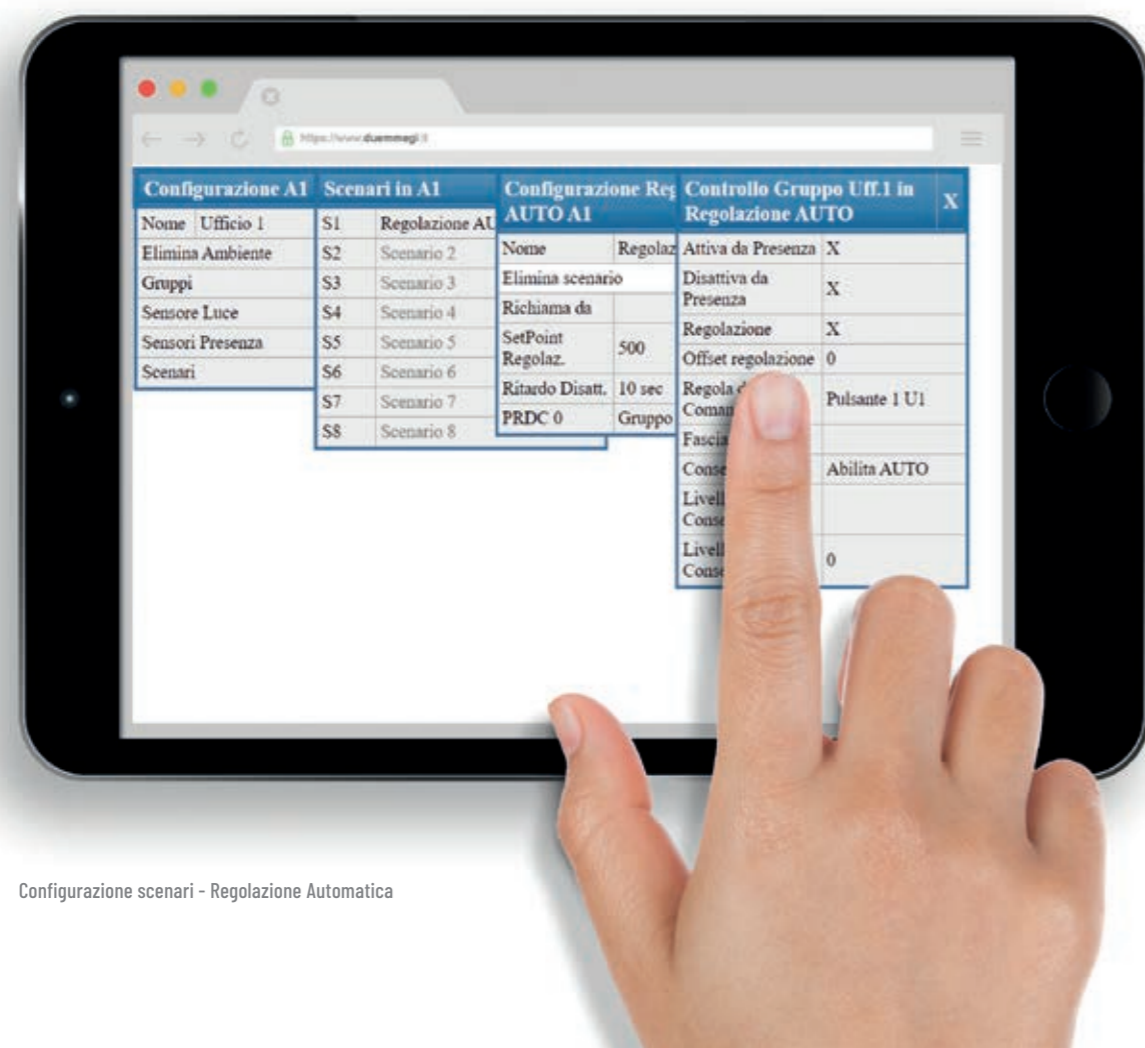 https://www.duemmegi.it
Configurazione A1
Nome Ufficio 1
Elimina Ambiente
Gruppi
Sensore Luce
Sensori Presenza
Scenari
Scenari in A1
S1 Regolazione AU
S2 Scenario 2
S3 Scenario 3
S4 Scenario 4
S5 Scenario 5
S6 Scenario 6
S7 Scenario 7
S8 Scenario 8
Configurazione Reg
AUTO A1
Nome Regolaz
Elimina scenario
Richiama da
SetPoint
Regolaz. 500
Ritardo Disatt. 10 sec
PRDC 0 Gruppo
Controllo Gruppo Uff.1 in
Regolazione AUTO X
Attiva da Presenza X
Disattiva da
Presenza X
Regolazione X
Offset regolazione 0
Regola
Coman Pulsante 1 U1
Fascia
Conse Abilita AUTO
Livell
Conse
Livell
Conse 0
Configurazione scenari - Regolazione Automatica